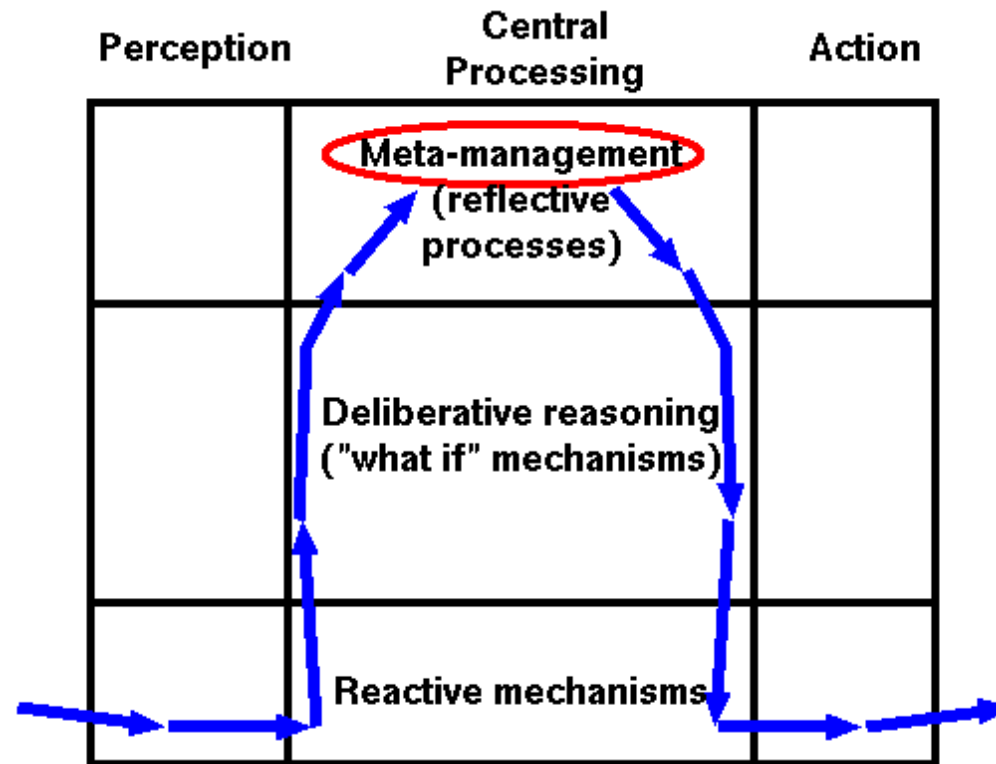 Perception
Central
Processing
Action
Meta-management
(reflective
processes)
Deliberative reasoning
("what if" mechanisms)
Reactive mechanisms